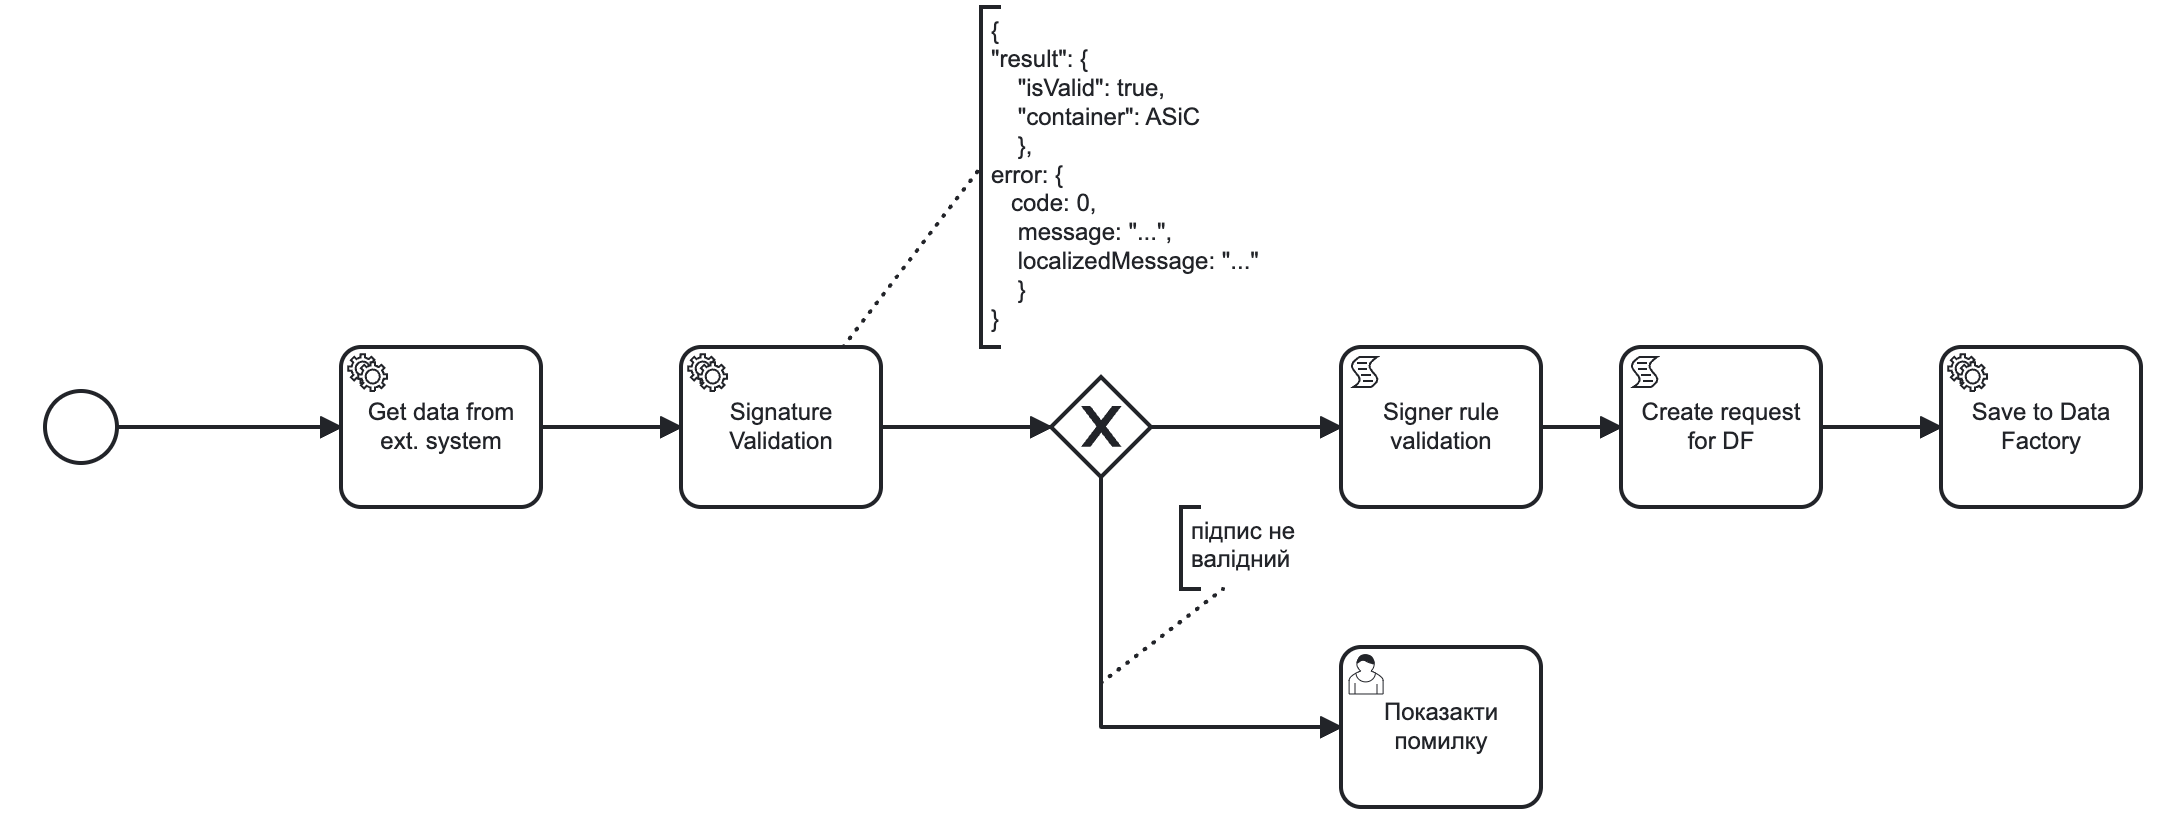 {
"result": {
"isValid": true,
"container": ASiC
},
error: {
code: 0,
message: "...",
localizedMessage: "..."
}
}
Get data from
ext. system
Signature
Validation
X
Signer rule
validation
Create request
for DF
Save to Data
Factory
підпис не
валідний
Показакти
помилку